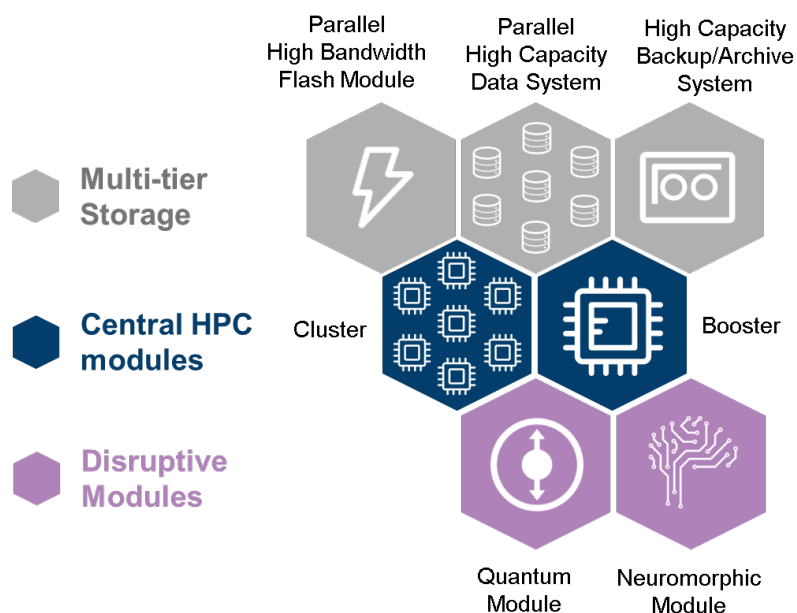 Parallel
High Bandwidth
Flash Module
Parallel
High Capacity
Data System
High Capacity
Backup/Archive
System
Multi-tier
Storage
Central HPC
modules
Cluster
Booster
Disruptive
Modules
Quantum
Module
Neuromorphic
Module